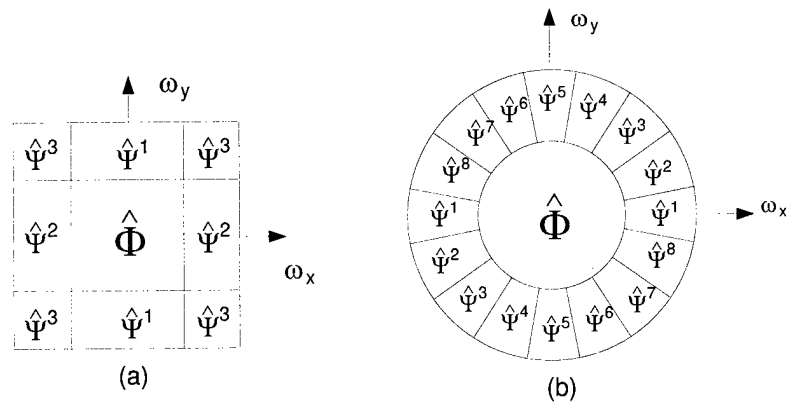 ω_y
Ψ̂³ Ψ̂¹ Ψ̂³
Ψ̂² Φ̂ Ψ̂²
ω_x
Ψ̂³ Ψ̂¹ Ψ̂³
(a)
ω_y
Ψ̂⁶ Ψ̂⁵ Ψ̂⁴
Ψ̂⁷ Ψ̂³
Ψ̂⁸ Ψ̂²
Ψ̂¹ Φ̂ Ψ̂¹
ω_x
Ψ̂² Ψ̂⁸
Ψ̂³ Ψ̂⁷
Ψ̂⁴ Ψ̂⁵ Ψ̂⁶
(b)